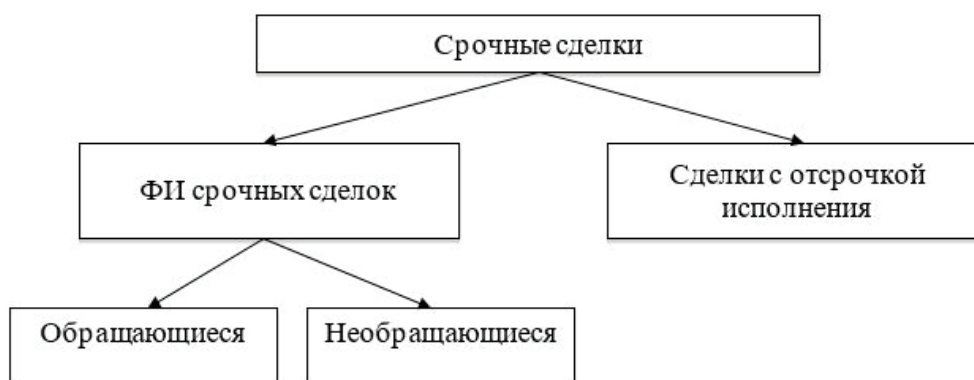 Срочные сделки
ФИ срочных сделок
Сделки с отсрочкой
исполнения
Обращающиеся
Необращающиеся